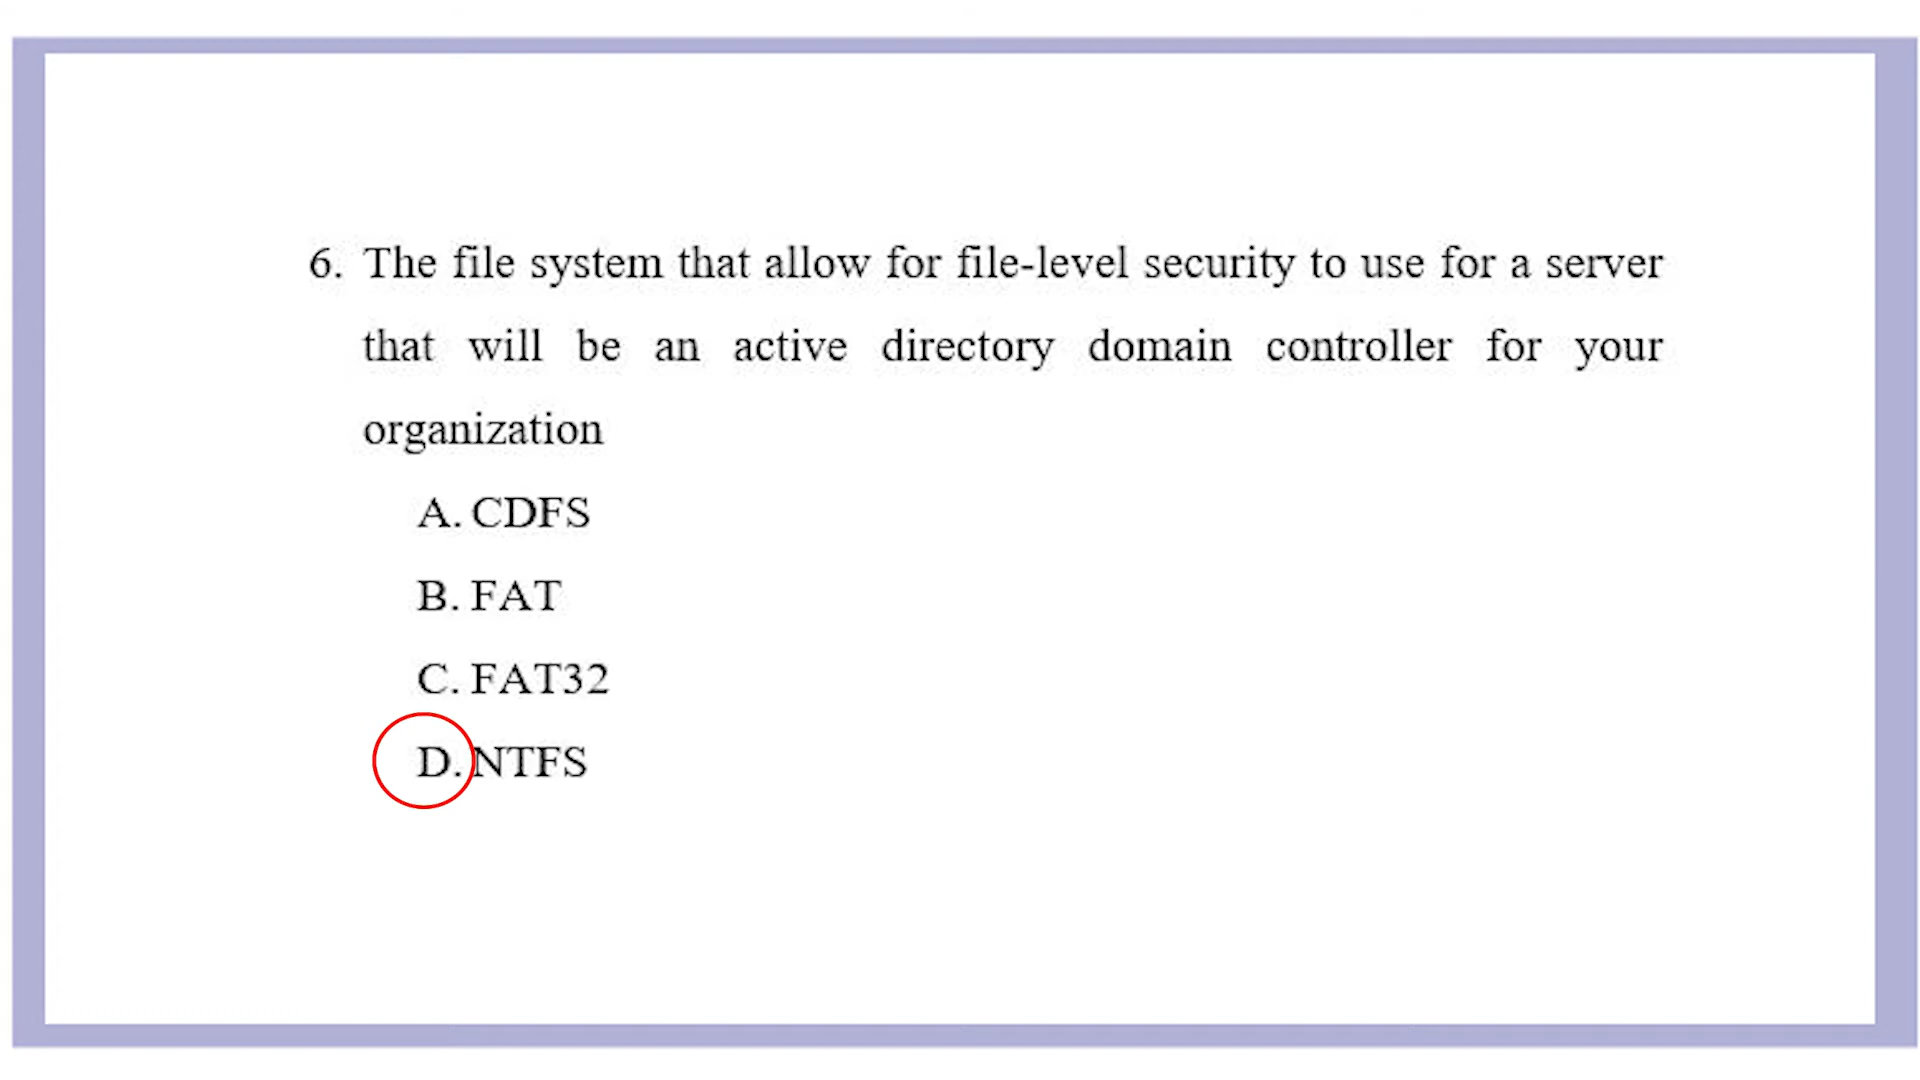 6. The file system that allow for file-level security to use for a server
that will be an active directory domain controller for your
organization
A. CDFS
B. FAT
C. FAT32
D. NTFS